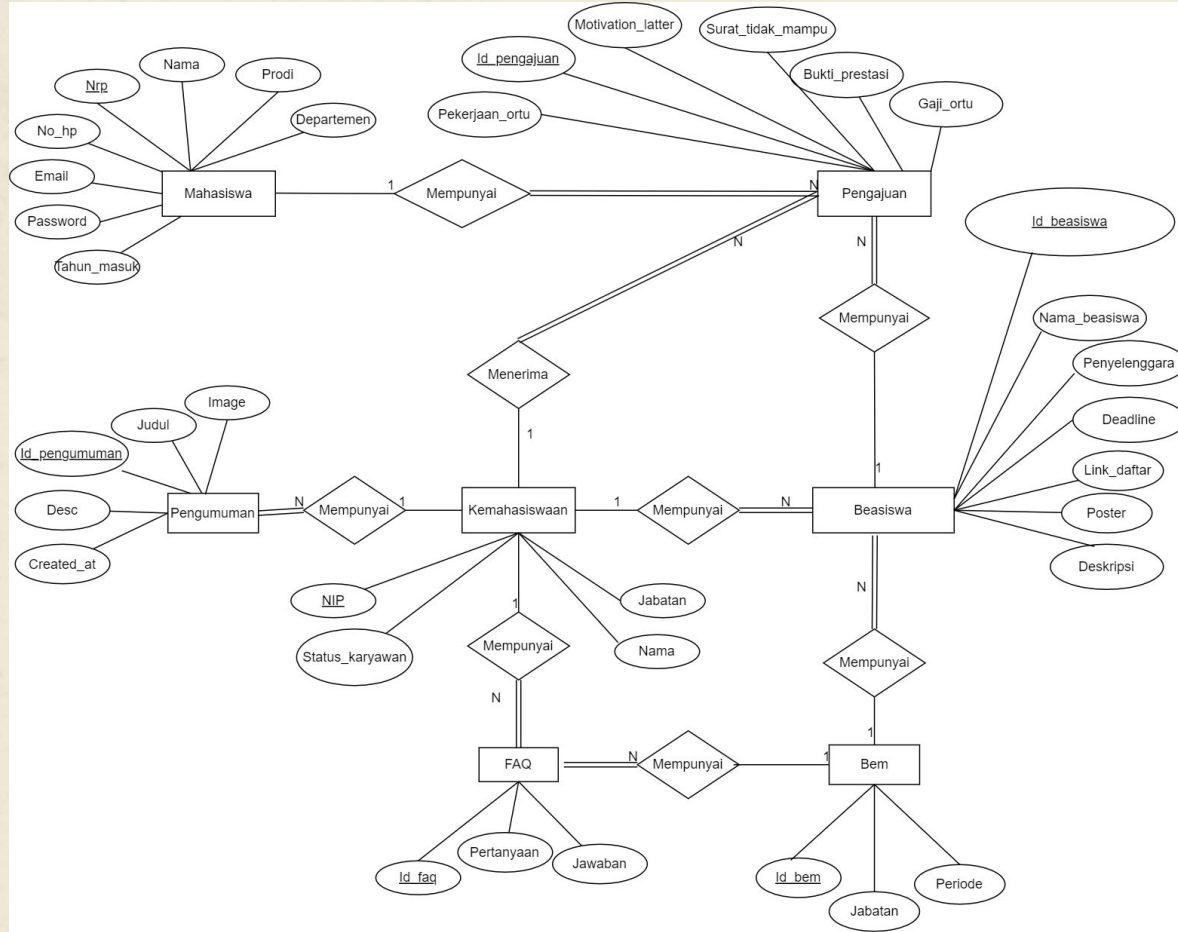 Motivation_latter
Surat_tidak_mampu
Nama
Id_pengajuan
Prodi
Bukti_prestasi
Nrp
Gaji_ortu
Pekerjaan_ortu
Departemen
No_hp
Email
Mahasiswa
1
Mempunyai
N
Pengajuan
Password
Id_beasiswa
N
N
Tahun_masuk
Mempunyai
Nama_beasiswa
Penyelenggara
Menerima
Image
Judul
Deadline
1
Id_pengumuman
1
Link_daftar
N
1
1
N
Desc
Pengumuman
Mempunyai
Kemahasiswaan
Mempunyai
Beasiswa
Poster
Created_at
Deskripsi
N
NIP
Jabatan
1
Mempunyai
Nama
Status_karyawan
Mempunyai
N
1
N
1
FAQ
Mempunyai
Bem
Pertanyaan
Jawaban
Id_faq
Id_bem
Periode
Jabatan